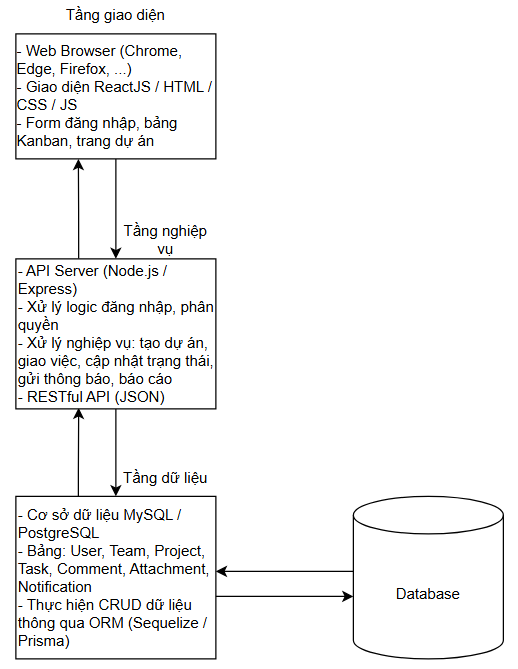 Tầng giao diện
- Web Browser (Chrome,
Edge, Firefox, ...)
- Giao diện ReactJS / HTML /
CSS / JS
- Form đăng nhập, bảng
Kanban, trang dự án
Tầng nghiệp
vụ
- API Server (Node.js /
Express)
- Xử lý logic đăng nhập, phân
quyền
- Xử lý nghiệp vụ: tạo dự án,
giao việc, cập nhật trạng thái,
gửi thông báo, báo cáo
- RESTful API (JSON)
Tầng dữ liệu
- Cơ sở dữ liệu MySQL /
PostgreSQL
- Bảng: User, Team, Project,
Task, Comment, Attachment,
Notification
- Thực hiện CRUD dữ liệu
thông qua ORM (Sequelize /
Prisma)
Database